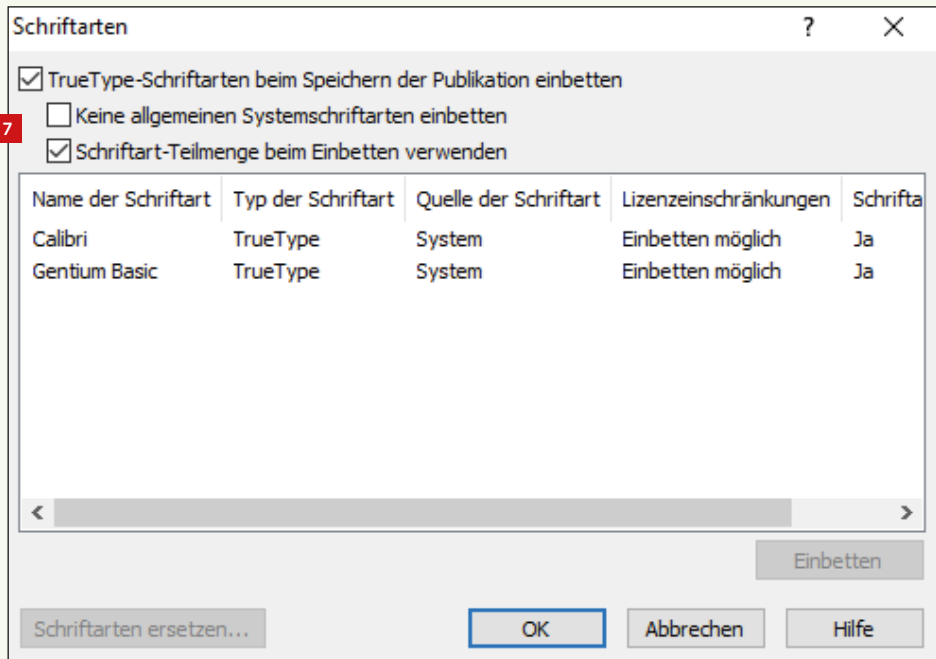 Schriftarten ?
TrueType-Schriftarten beim Speichern der Publikation einbetten
Keine allgemeinen Systemschriftarten einbetten
7
Schriftart-Teilmenge beim Einbetten verwenden
Name der Schriftart Typ der Schriftart Quelle der Schriftart Lizenzeinschränkungen Schrifta
Calibri TrueType System Einbetten möglich Ja
Gentium Basic TrueType System Einbetten möglich Ja
Einbetten
Schriftarten ersetzen... OK Abbrechen Hilfe